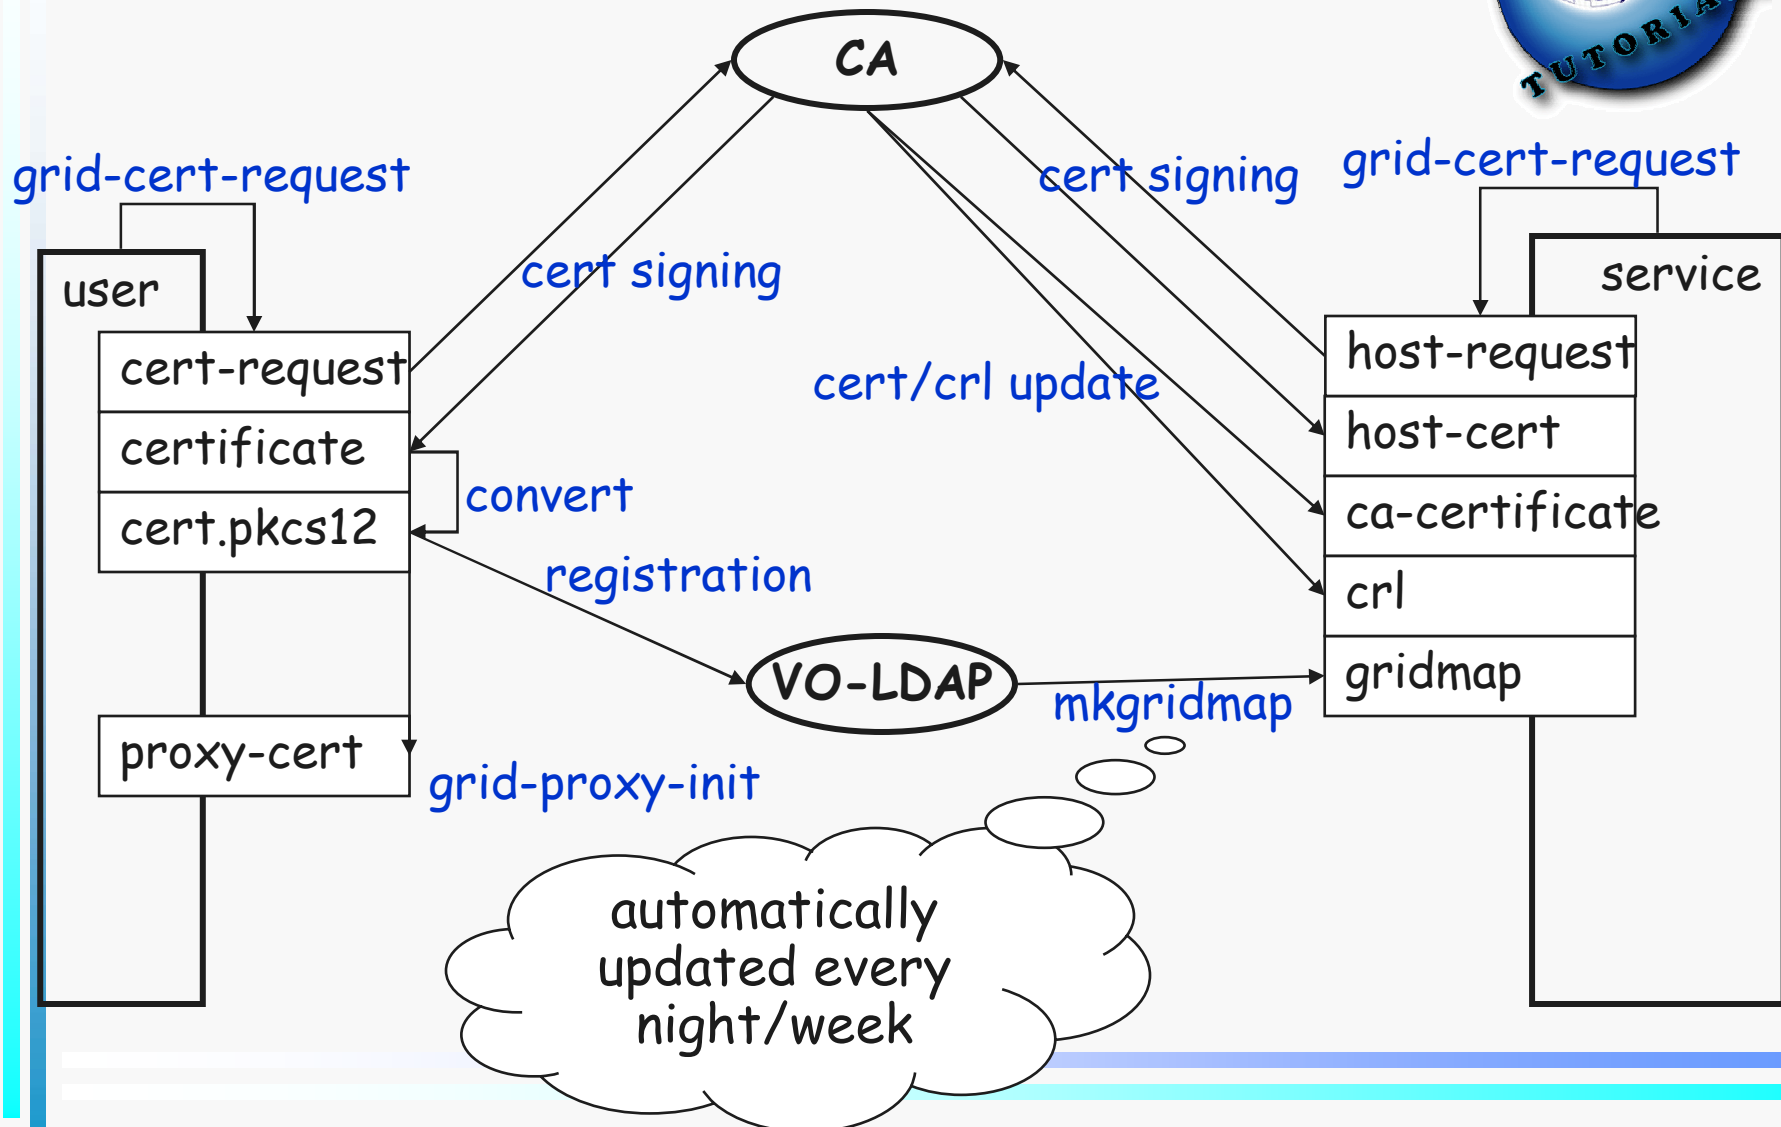 CA
TUTORIA
grid-cert-request
cert signing
grid-cert-request
user
cert signing
service
cert-request
host-request
cert/crl update
certificate
host-cert
convert
cert.pkcs12
ca-certificate
registration
crl
VO-LDAP
mkgridmap
gridmap
proxy-cert
grid-proxy-init
automatically
updated every
night/week